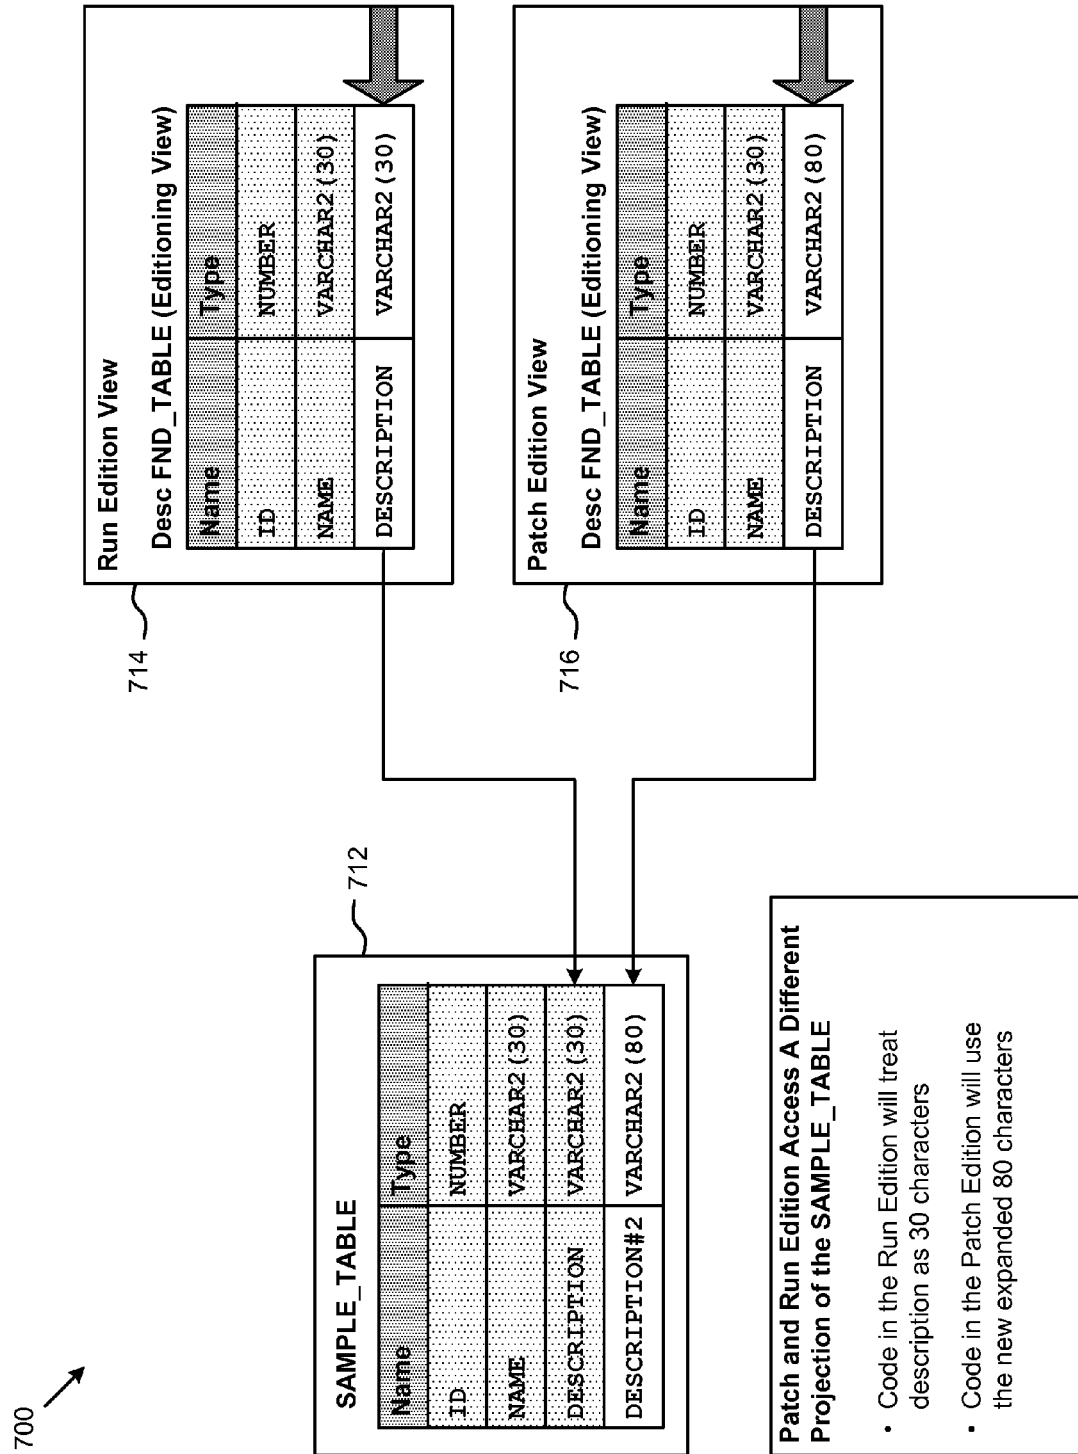 700
SAMPLE_TABLE
712
Name Type
ID NUMBER
NAME VARCHAR2(30)
DESCRIPTION VARCHAR2(30)
DESCRIPTION#2 VARCHAR2(80)
Patch and Run Edition Access A Different
Projection of the SAMPLE_TABLE
• Code in the Run Edition will treat
description as 30 characters
• Code in the Patch Edition will use
the new expanded 80 characters
714
Run Edition View
Desc FND_TABLE (Editioning View)
Name Type
ID NUMBER
NAME VARCHAR2(30)
DESCRIPTION VARCHAR2(30)
716
Patch Edition View
Desc FND_TABLE (Editioning View)
Name Type
ID NUMBER
NAME VARCHAR2(30)
DESCRIPTION VARCHAR2(80)